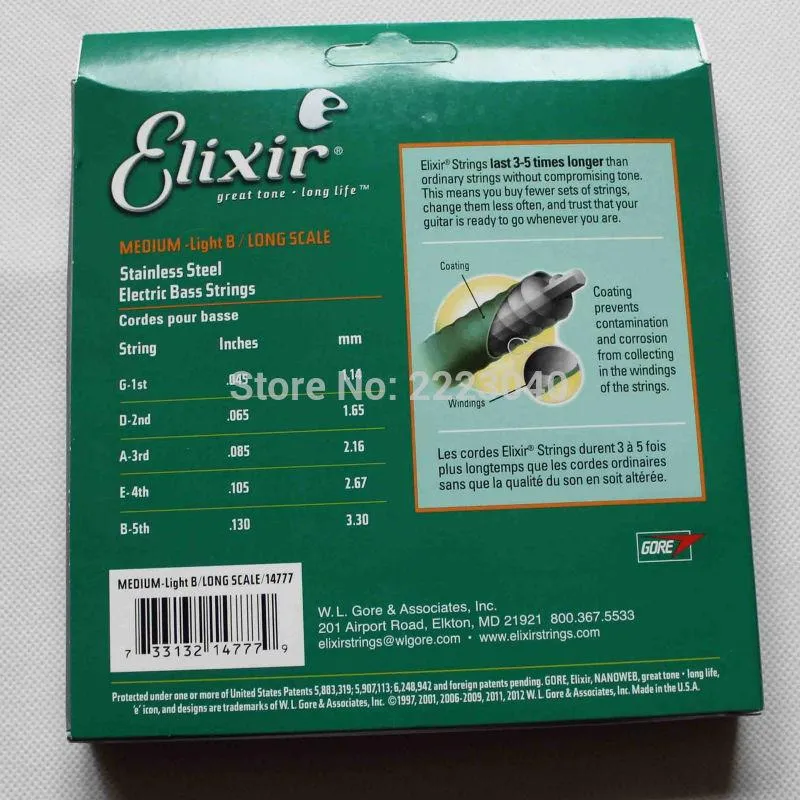 Elixir®
great tone • long life™
MEDIUM -Light B / LONG SCALE
Stainless Steel
Electric Bass Strings
Cordes pour basse
String Inches mm
G-1st .045 1.14
D-2nd .065 1.65
A-3rd .085 2.16
E-4th .105 2.67
B-5th .130 3.30
Elixir® Strings last 3-5 times longer than
ordinary strings without compromising tone.
This means you buy fewer sets of strings,
change them less often, and trust that your
guitar is ready to go whenever you are.
Coating
Windings
Coating
prevents
contamination
and corrosion
from collecting
in the windings
of the strings.
Les cordes Elixir® Strings durent 3 à 5 fois
plus longtemps que les cordes ordinaires
sans que la qualité du son en soit altérée.
Store No: 2223040
GORE
MEDIUM-Light B/LONG SCALE/14777
7 33132 14777 9
W. L. Gore & Associates, Inc.
201 Airport Road, Elkton, MD 21921 800.367.5533
elixirstrings@wlgore.com • www.elixirstrings.com
Protected under one or more of United States Patents 5,883,319; 5,907,113; 6,248,942 and foreign patents pending. GORE, Elixir, NANOWEB, great tone • long life,
'e' icon, and designs are trademarks of W. L. Gore & Associates, Inc. ©1997, 2001, 2006-2009, 2011, 2012 W. L. Gore & Associates, Inc. Made in the U.S.A.